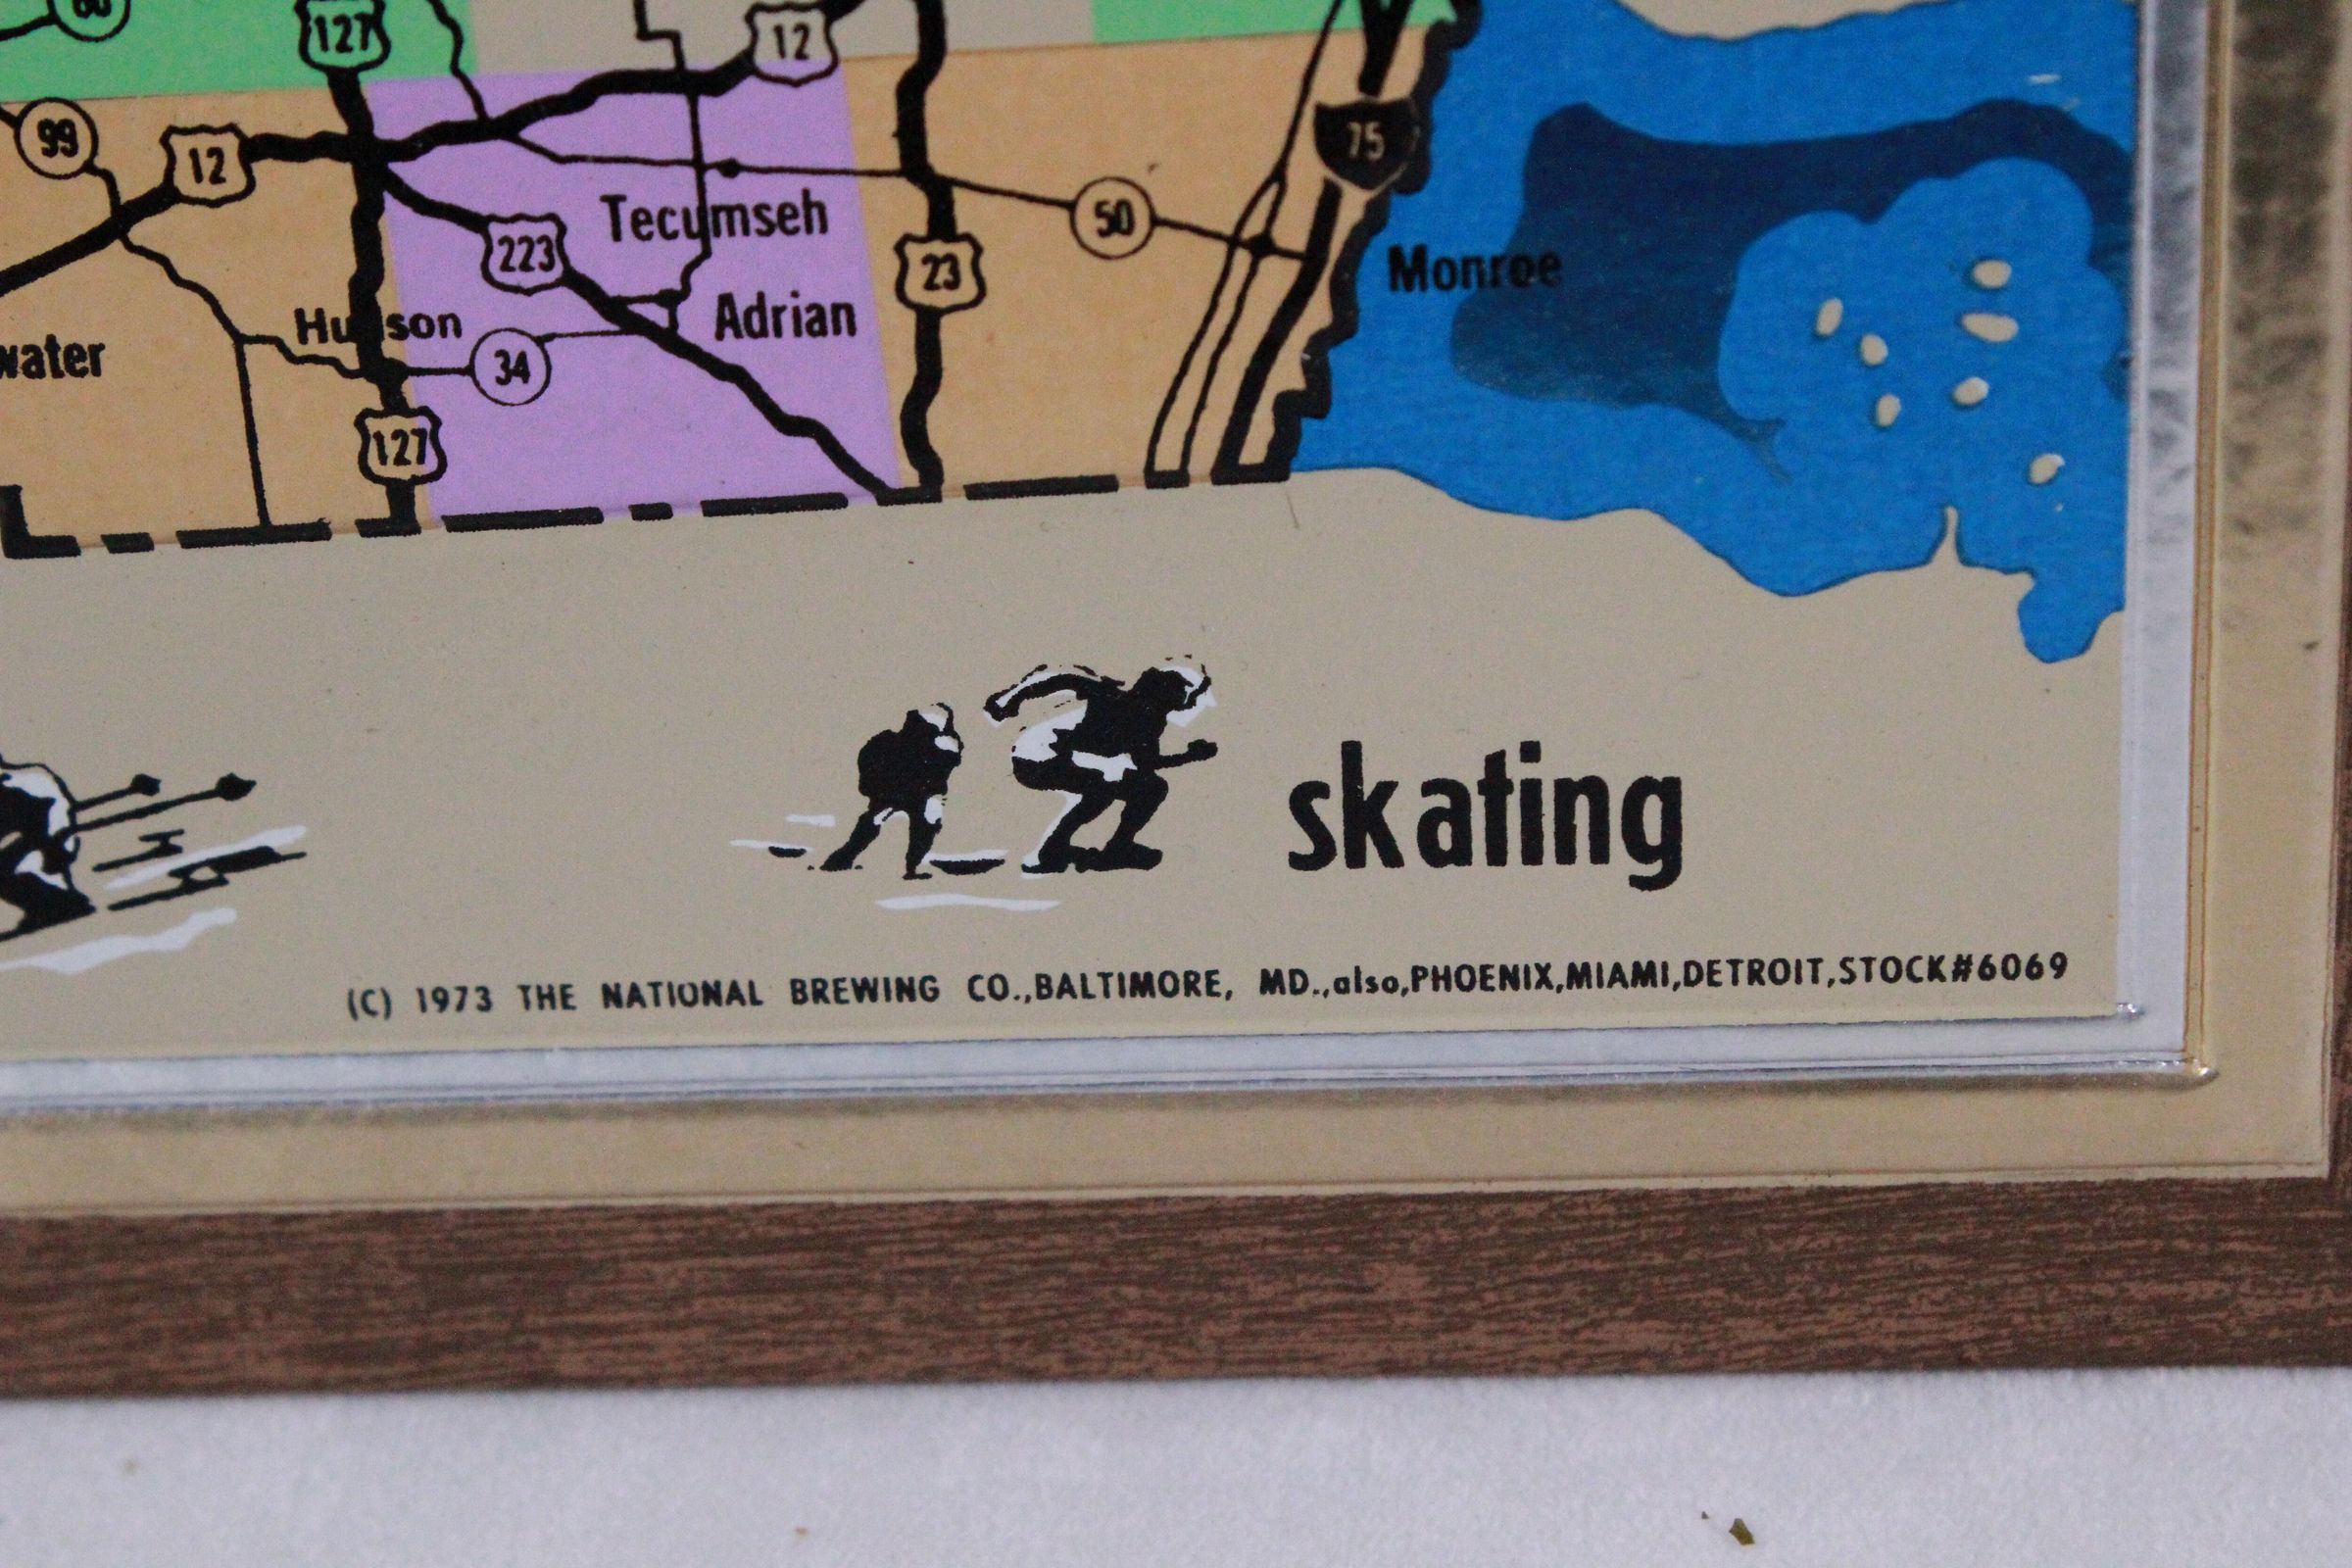 127
12
99
12
75
50
Tecumseh
223
23
Monroe
Hudson
Adrian
34
water
127
skating
(C) 1973 THE NATIONAL BREWING CO.,BALTIMORE, MD.,also,PHOENIX,MIAMI,DETROIT,STOCK#6069